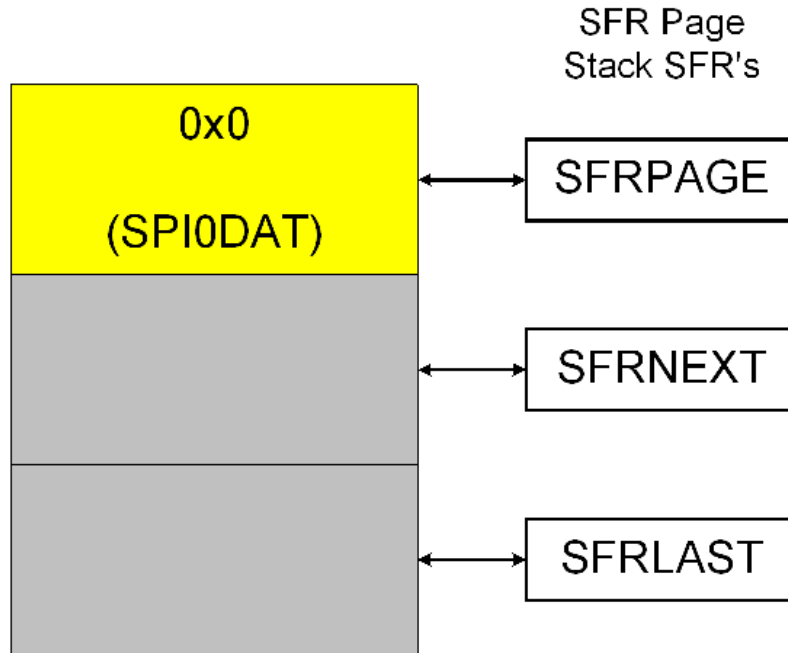 SFR Page
Stack SFR's
0x0
(SPI0DAT)
SFRPAGE
SFRNEXT
SFRLAST